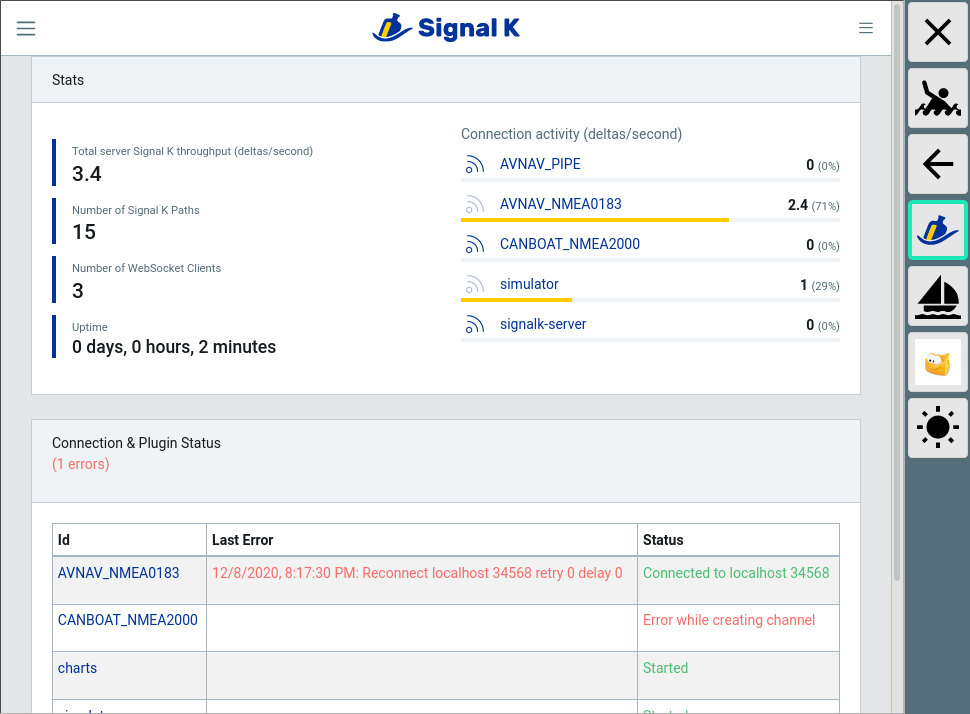 Signal K
Stats
Total server Signal K throughput (deltas/second)
3.4
Number of Signal K Paths
15
Number of WebSocket Clients
3
Uptime
0 days, 0 hours, 2 minutes
Connection activity (deltas/second)
AVNAV_PIPE 0 (0%)
AVNAV_NMEA0183 2.4 (71%)
CANBOAT_NMEA2000 0 (0%)
simulator 1 (29%)
signalk-server 0 (0%)
Connection & Plugin Status
(1 errors)
Id Last Error Status
AVNAV_NMEA0183 12/8/2020, 8:17:30 PM: Reconnect localhost 34568 retry 0 delay 0 Connected to localhost 34568
CANBOAT_NMEA2000 Error while creating channel
charts Started